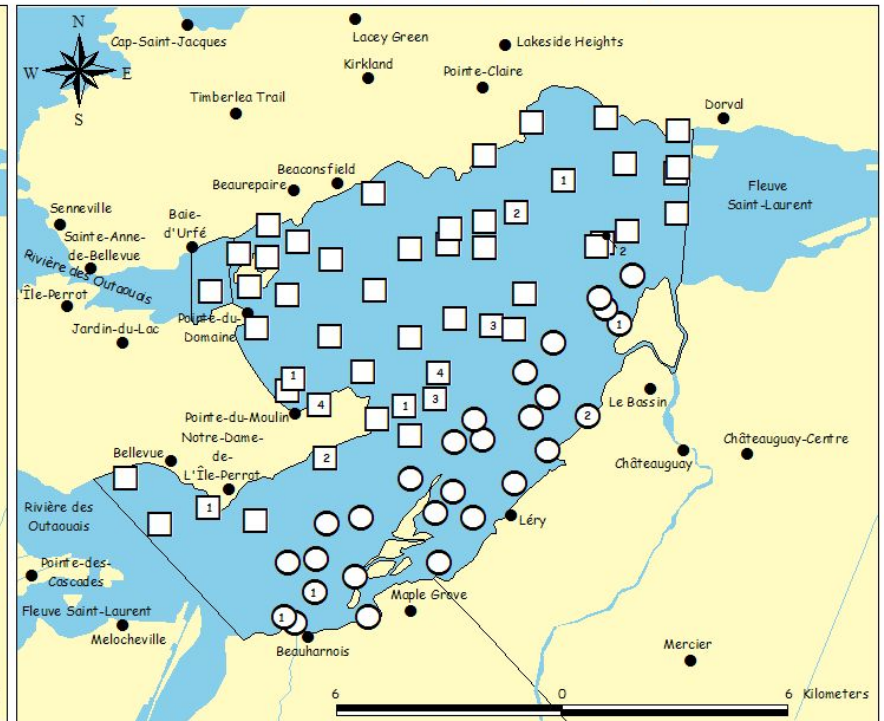 N
W E
S
Cap-Saint-Jacques
Lacey Green
Lakeside Heights
Kirkland
Pointe-Claire
Timberlea Trail
Dorval
Beaconsfield
Beaurepaire
1
Fleuve
Saint-Laurent
Senneville
Baie-
d'Urfé
2
Sainte-Anne-
de-Bellevue
2
Rivière des Outaouais
L'Île-Perrot
Pointe-du-
Domaine
Jardin-du-Lac
3
1
4
1
3
1
4
Le Bassin
2
Pointe-du-Moulin
Notre-Dame-
de-
L'Île-Perrot
Bellevue
2
Châteauguay-Centre
Châteauguay
1
Rivière des
Outaouais
Léry
Pointe-des-
Cascades
1
Maple Grove
Fleuve Saint-Laurent
1
Melocheville
Beauharnois
Mercier
6 0 6 Kilometers